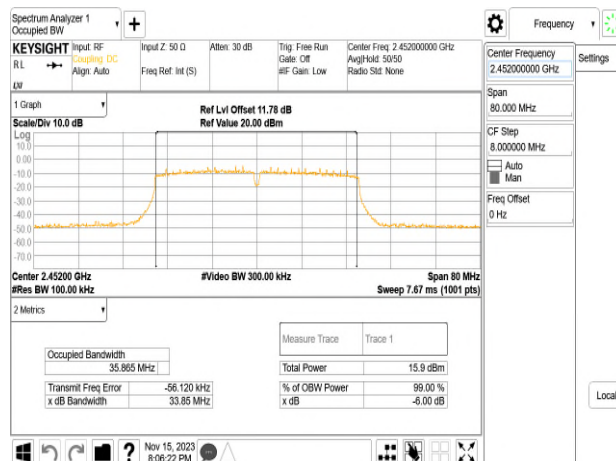 Spectrum Analyzer 1
Occupied BW
+
Frequency
KEYSIGHT
RL
Input: RF
Coupling: DC
Align: Auto
Input Z: 50 Ω
Freq Ref: Int (S)
Atten: 30 dB
Trig: Free Run
Gate: Off
#IF Gain: Low
Center Freq: 2.452000000 GHz
Avg|Hold: 50/50
Radio Std: None
Center Frequency
2.452000000 GHz
Settings
Span
80.000 MHz
CF Step
8.000000 MHz
Auto
Man
Freq Offset
0 Hz
Local
1 Graph
Scale/Div 10.0 dB
Ref Lvl Offset 11.78 dB
Ref Value 20.00 dBm
Log
10.0
0.00
-10.0
-20.0
-30.0
-40.0
-50.0
-60.0
-70.0
Center 2.45200 GHz
#Res BW 100.00 kHz
#Video BW 300.00 kHz
Span 80 MHz
Sweep 7.67 ms (1001 pts)
2 Metrics
Measure Trace Trace 1
Occupied Bandwidth
35.865 MHz
Total Power 15.9 dBm
Transmit Freq Error -56.120 kHz
% of OBW Power 99.00 %
x dB Bandwidth 33.85 MHz
x dB -6.00 dB
?
Nov 15, 2023
8:06:22 PM